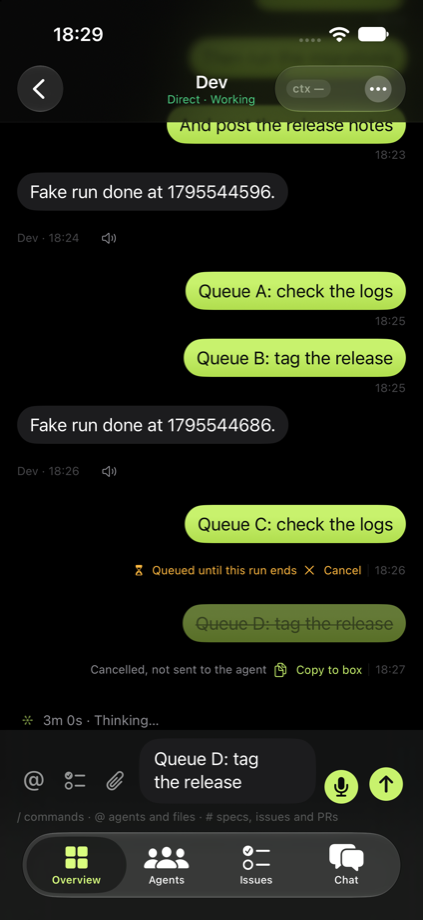 18:29
Dev
Direct · Working
ctx —
And post the release notes
18:23
Fake run done at 1795544596.
Dev · 18:24
Queue A: check the logs
18:25
Queue B: tag the release
18:25
Fake run done at 1795544686.
Dev · 18:26
Queue C: check the logs
Queued until this run ends Cancel 18:26
Queue D: tag the release
Cancelled, not sent to the agent Copy to box 18:27
3m 0s · Thinking...
Queue D: tag
the release
/ commands · @ agents and files · # specs, issues and PRs
Overview Agents Issues Chat